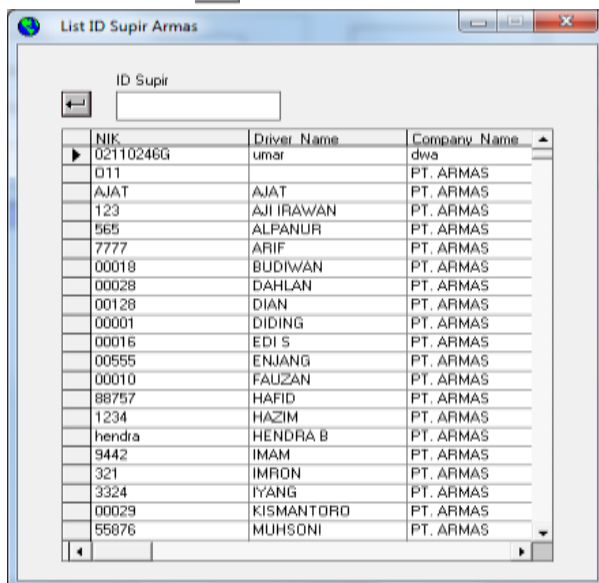 List ID Supir Armas
ID Supir
NIK Driver_Name Company_Name
02110246G umar dwa
011 PT. ARMAS
AJAT AJAT PT. ARMAS
123 AJI IRAWAN PT. ARMAS
565 ALPANUR PT. ARMAS
7777 ARIF PT. ARMAS
00018 BUDIWAN PT. ARMAS
00028 DAHLAN PT. ARMAS
00128 DIAN PT. ARMAS
00001 DIDING PT. ARMAS
00016 EDI S PT. ARMAS
00555 ENJANG PT. ARMAS
00010 FAUZAN PT. ARMAS
88757 HAFID PT. ARMAS
1234 HAZIM PT. ARMAS
hendra HENDRA B PT. ARMAS
9442 IMAM PT. ARMAS
321 IMRON PT. ARMAS
3324 IYANG PT. ARMAS
00029 KISMANTORO PT. ARMAS
55876 MUHSONI PT. ARMAS